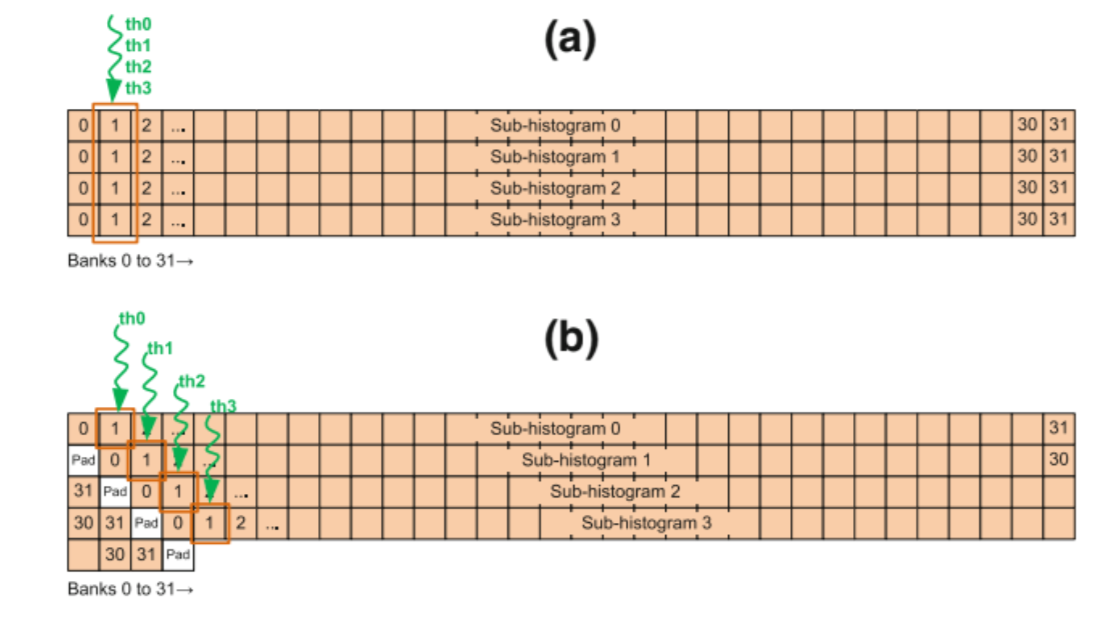 (a)
th0
th1
th2
th3
0 1 2 ... Sub-histogram 0 30 31
0 1 2 ... Sub-histogram 1 30 31
0 1 2 ... Sub-histogram 2 30 31
0 1 2 ... Sub-histogram 3 30 31
Banks 0 to 31→
(b)
th0
th1
th2
th3
0 1 ... Sub-histogram 0 31
Pad 0 1 ... Sub-histogram 1 30
31 Pad 0 1 ... Sub-histogram 2
30 31 Pad 0 1 2 ... Sub-histogram 3
30 31 Pad
Banks 0 to 31→